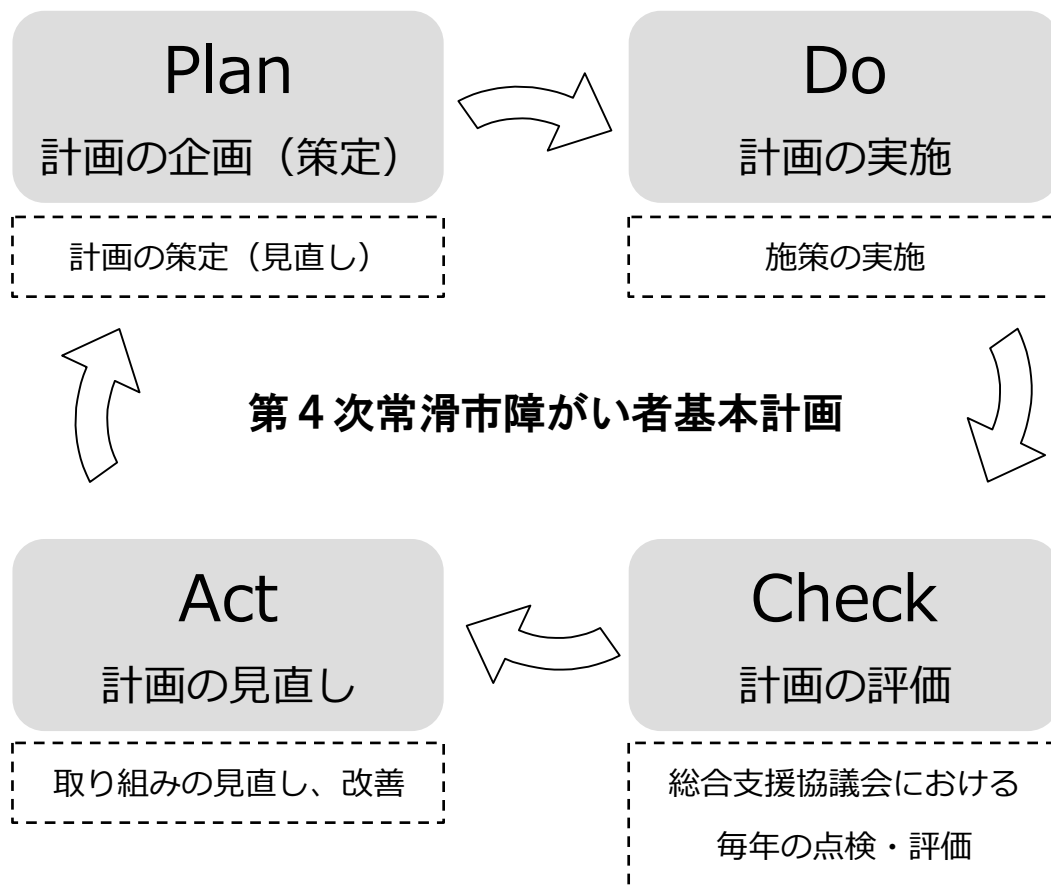 Plan
計画の企画（策定）
計画の策定（見直し）
Do
計画の実施
施策の実施
第４次常滑市障がい者基本計画
Act
計画の見直し
取り組みの見直し、改善
Check
計画の評価
総合支援協議会における
毎年の点検・評価